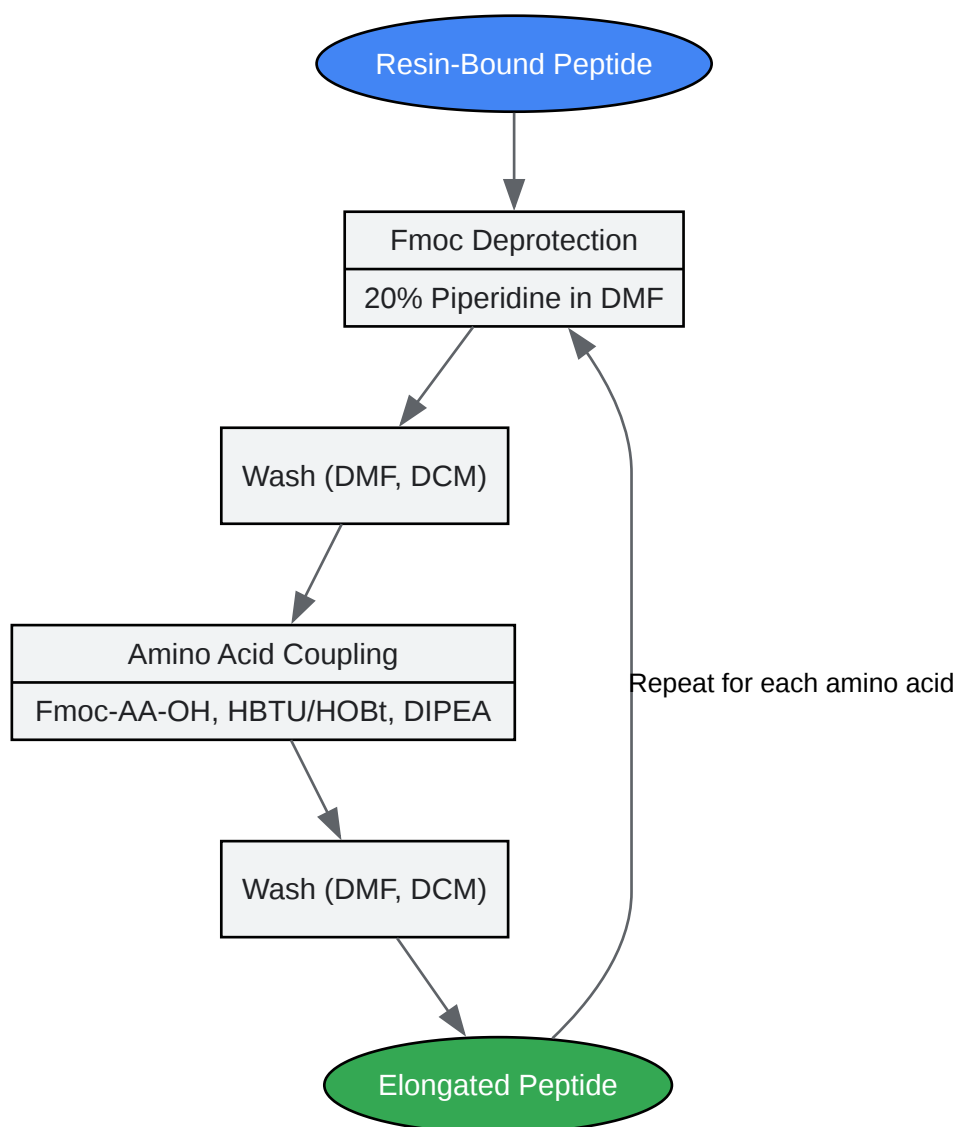 Resin-Bound Peptide
Fmoc Deprotection
20% Piperidine in DMF
Wash (DMF, DCM)
Amino Acid Coupling
Fmoc-AA-OH, HBTU/HOBt, DIPEA
Repeat for each amino acid
Wash (DMF, DCM)
Elongated Peptide